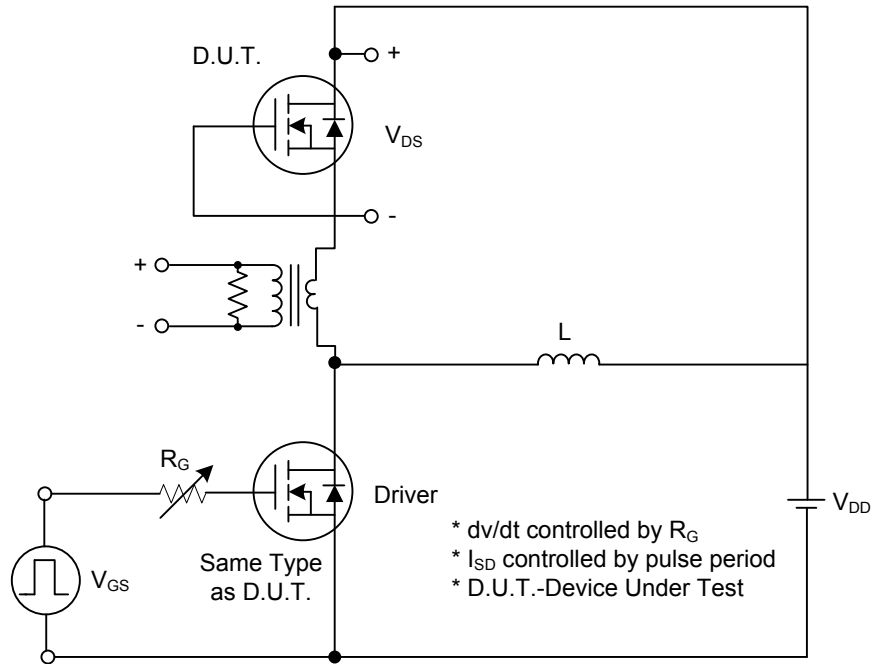 D.U.T.
+
V_DS
-
+
-
L
R_G
Driver
V_DD
V_GS
Same Type
as D.U.T.
* dv/dt controlled by R_G
* I_SD controlled by pulse period
* D.U.T.-Device Under Test